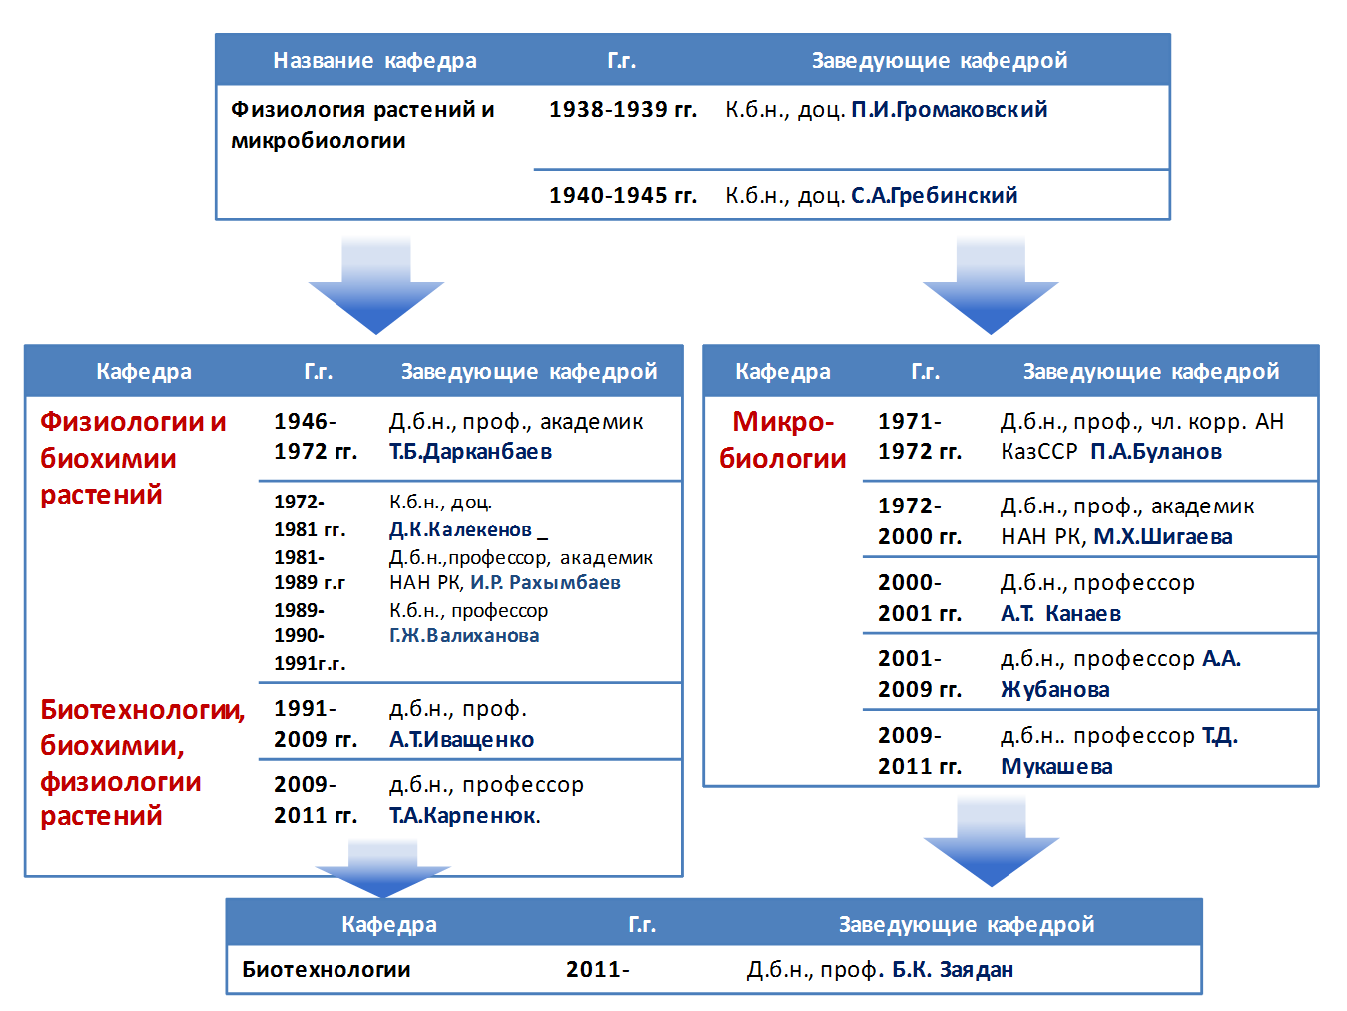 Название кафедра Г.г. Заведующие кафедрой
Физиология растений и 1938-1939 гг. К.б.н., доц. П.И.Громаковский
микробиологии
1940-1945 гг. К.б.н., доц. С.А.Гребинский
Кафедра Г.г. Заведующие кафедрой
Физиологии и 1946- Д.б.н., проф., академик
биохимии 1972 гг. Т.Б.Дарканбаев
растений
1972- К.б.н., доц.
1981 гг. Д.К.Калекенов _
1981- Д.б.н.,профессор, академик
1989 г.г НАН РК, И.Р. Рахымбаев
1989- К.б.н., профессор
1990- Г.Ж.Валиханова
1991г.г.
Биотехнологии, 1991- д.б.н., проф.
биохимии, 2009 гг. А.Т.Иващенко
физиологии 2009- д.б.н., профессор
растений 2011 гг. Т.А.Карпенюк.
Кафедра Г.г. Заведующие кафедрой
Микро- 1971- Д.б.н., проф., чл. корр. АН
биологии 1972 гг. КазССР П.А.Буланов
1972- Д.б.н., проф., академик
2000 гг. НАН РК, М.Х.Шигаева
2000- Д.б.н., профессор
2001 гг. А.Т. Канаев
2001- д.б.н., профессор А.А.
2009 гг. Жубанова
2009- д.б.н.. профессор Т.Д.
2011 гг. Мукашева
Кафедра Г.г. Заведующие кафедрой
Биотехнологии 2011- Д.б.н., проф. Б.К. Заядан